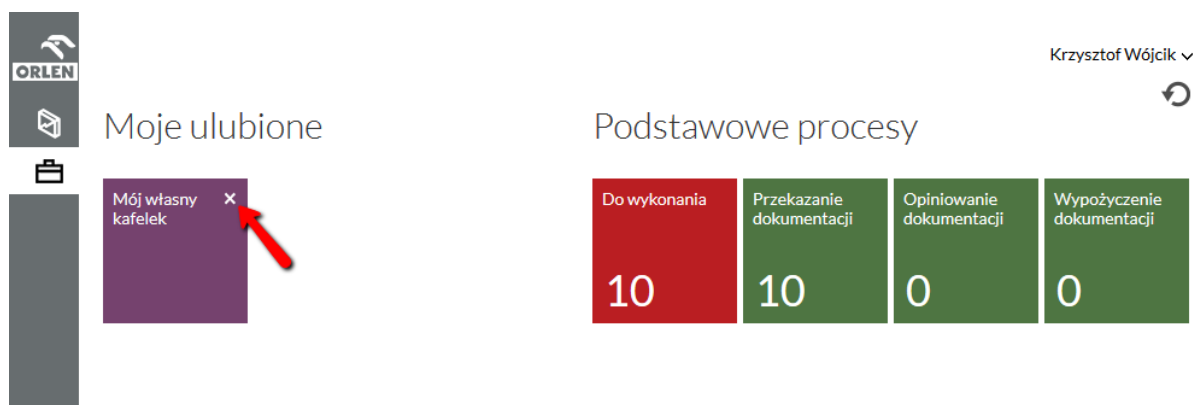 ORLEN
Krzysztof Wójcik
Moje ulubione
Podstawowe procesy
Mój własny
kafelek
Do wykonania
10
Przekazanie
dokumentacji
10
Opiniowanie
dokumentacji
0
Wypożyczenie
dokumentacji
0